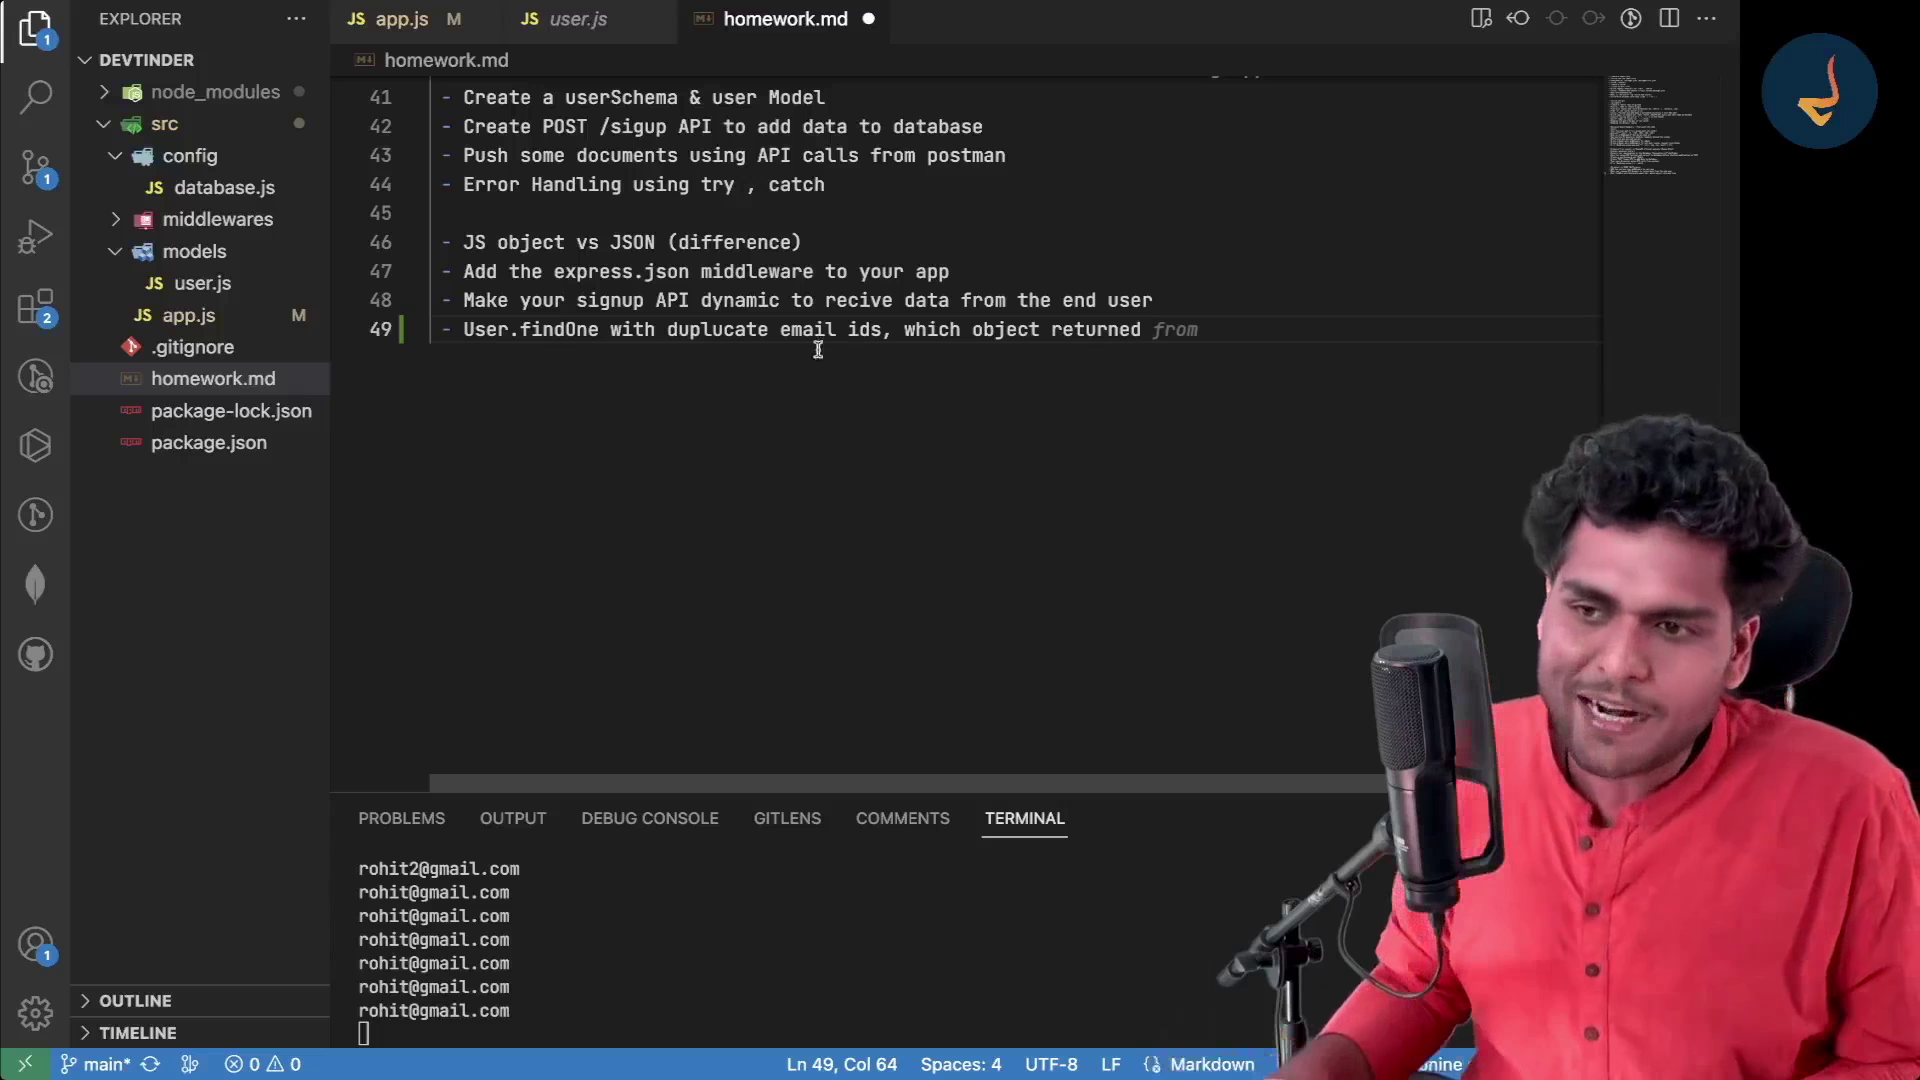 EXPLORER
JS app.js M
JS user.js
homework.md
DEVTINDER
homework.md
node_modules
src
config
JS database.js
middlewares
models
JS user.js
JS app.js M
.gitignore
homework.md
package-lock.json
package.json
41 - Create a userSchema & user Model
42 - Create POST /sigup API to add data to database
43 - Push some documents using API calls from postman
44 - Error Handling using try , catch
45
46 - JS object vs JSON (difference)
47 - Add the express.json middleware to your app
48 - Make your signup API dynamic to recive data from the end user
49 - User.findOne with duplucate email ids, which object returned from
1
1
2
1
PROBLEMS OUTPUT DEBUG CONSOLE GITLENS COMMENTS TERMINAL
rohit2@gmail.com
rohit@gmail.com
rohit@gmail.com
rohit@gmail.com
rohit@gmail.com
rohit@gmail.com
rohit@gmail.com
OUTLINE
TIMELINE
main* 0 0 Ln 49, Col 64 Spaces: 4 UTF-8 LF Markdown